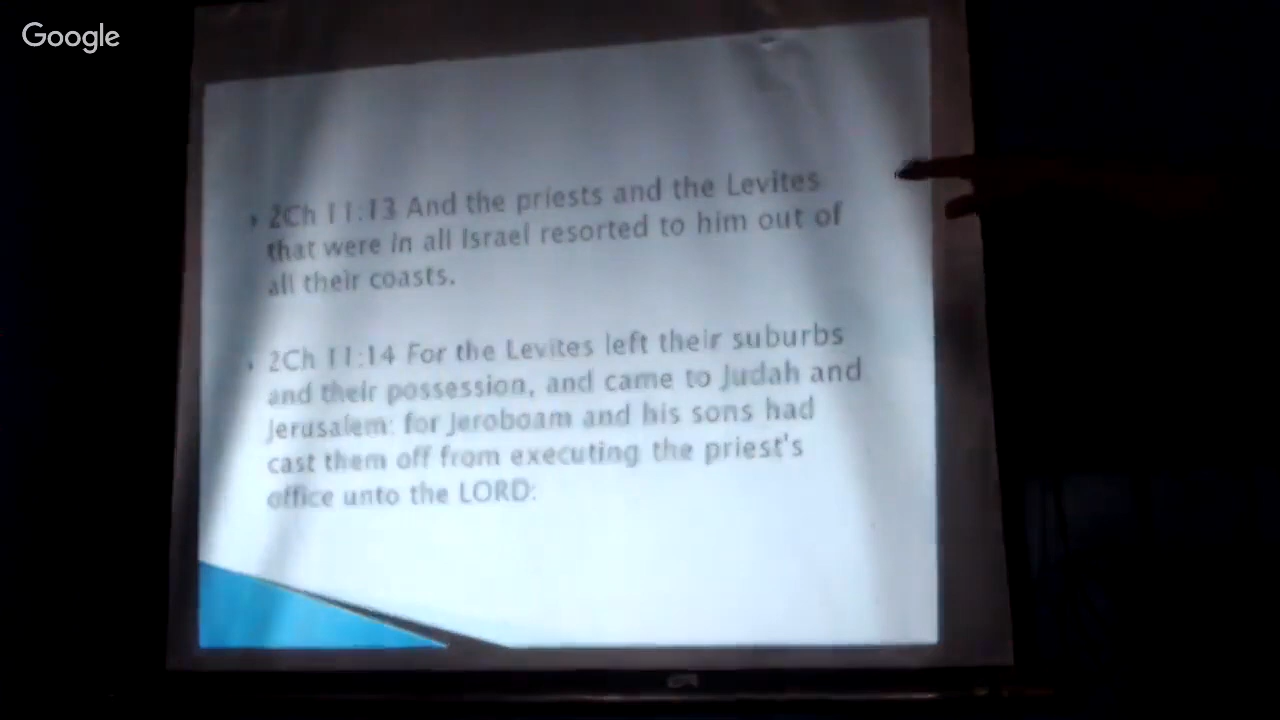 Google
2Ch 11:13 And the priests and the Levites
that were in all Israel resorted to him out of
all their coasts.
2Ch 11:14 For the Levites left their suburbs
and their possession, and came to Judah and
Jerusalem: for Jeroboam and his sons had
cast them off from executing the priest's
office unto the LORD: